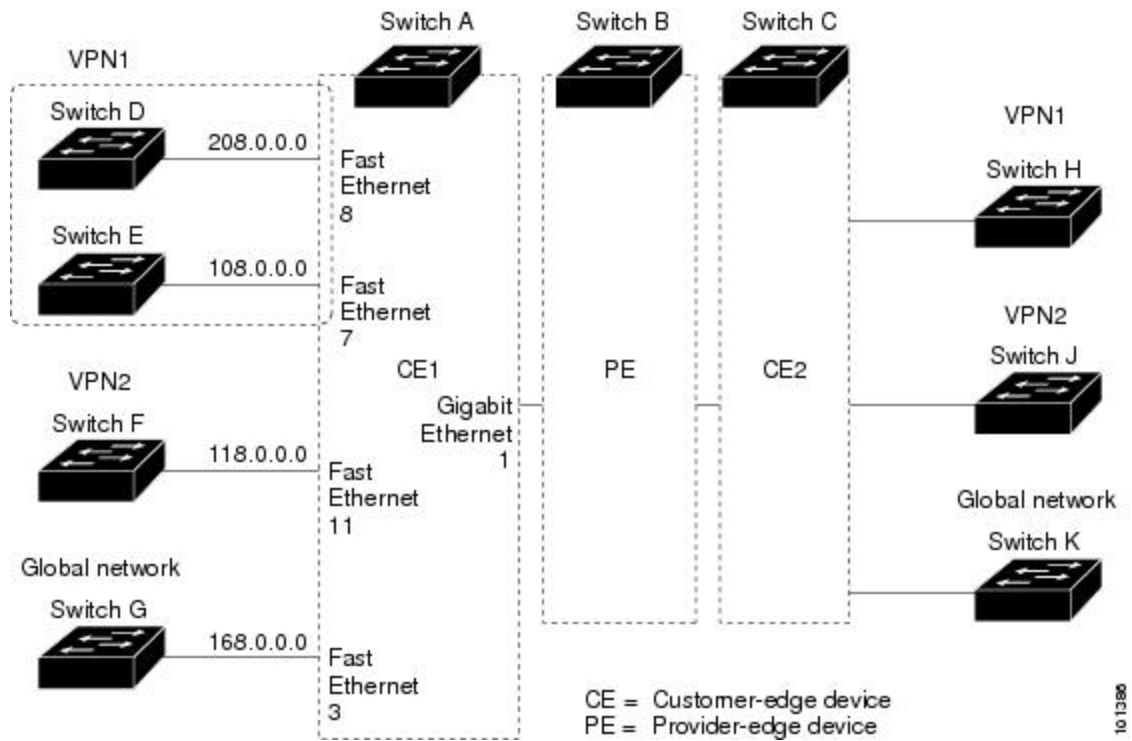 Switch A
Switch B
Switch C
VPN1
Switch D
208.0.0.0
Fast
Ethernet
8
Switch E
108.0.0.0
Fast
Ethernet
7
VPN2
Switch F
118.0.0.0
Fast
Ethernet
11
Global network
Switch G
168.0.0.0
Fast
Ethernet
3
CE1
Gigabit
Ethernet
1
PE
CE2
VPN1
Switch H
VPN2
Switch J
Global network
Switch K
CE = Customer-edge device
PE = Provider-edge device
101386